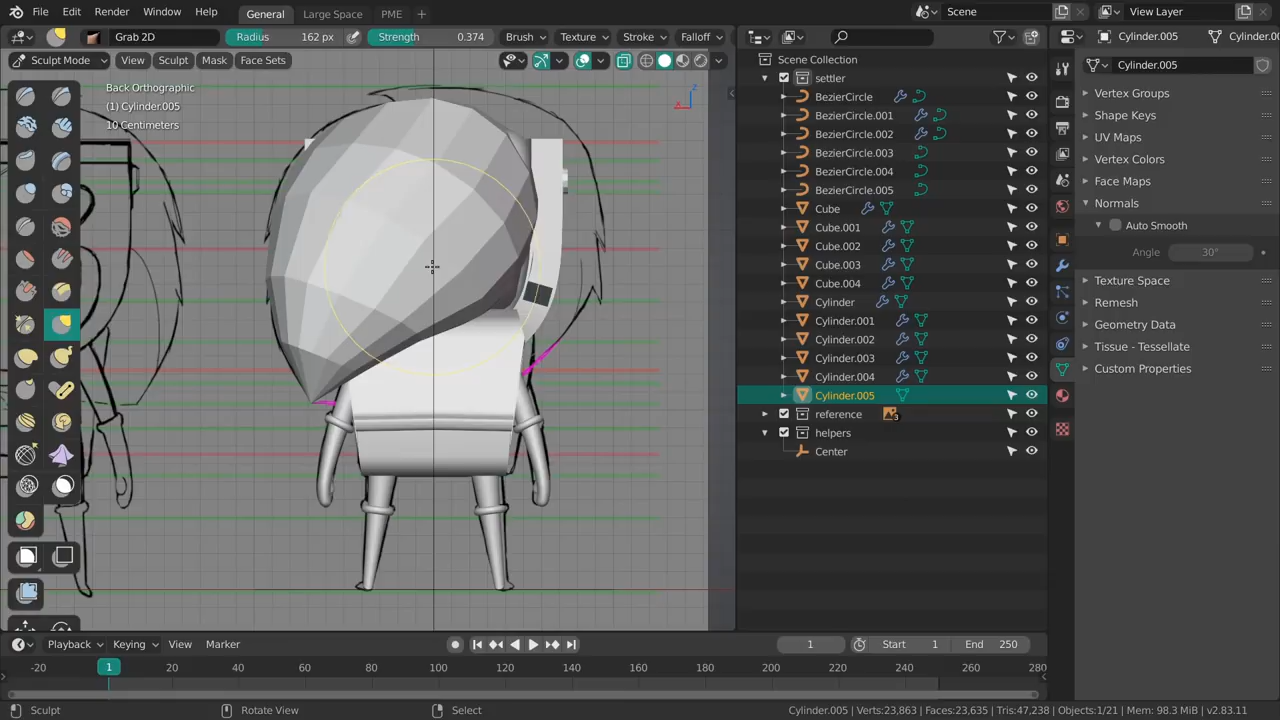 File Edit Render Window Help General Large Space PME Scene View Layer
Grab 2D Radius 162 px Strength 0.374 Brush Texture Stroke Falloff Cylinder.005 Cylinder.00
Sculpt Mode View Sculpt Mask Face Sets Cylinder.005
Back Orthographic
(1) Cylinder.005
10 Centimeters
Z
X
Scene Collection
settler
BezierCircle
BezierCircle.001
BezierCircle.002
BezierCircle.003
BezierCircle.004
BezierCircle.005
Cube
Cube.001
Cube.002
Cube.003
Cube.004
Cylinder
Cylinder.001
Cylinder.002
Cylinder.003
Cylinder.004
Cylinder.005
reference 3
helpers
Center
Vertex Groups
Shape Keys
UV Maps
Vertex Colors
Face Maps
Normals
Auto Smooth
Angle 30°
Texture Space
Remesh
Geometry Data
Tissue - Tessellate
Custom Properties
Playback Keying View Marker 1 Start 1 End 250
-20 1 20 40 60 80 100 120 140 160 180 200 220 240 260 280
Sculpt Rotate View Select Cylinder.005 | Verts:23,863 | Faces:23,635 | Tris:47,238 | Objects:1/21 | Mem: 98.3 MiB | v2.83.11